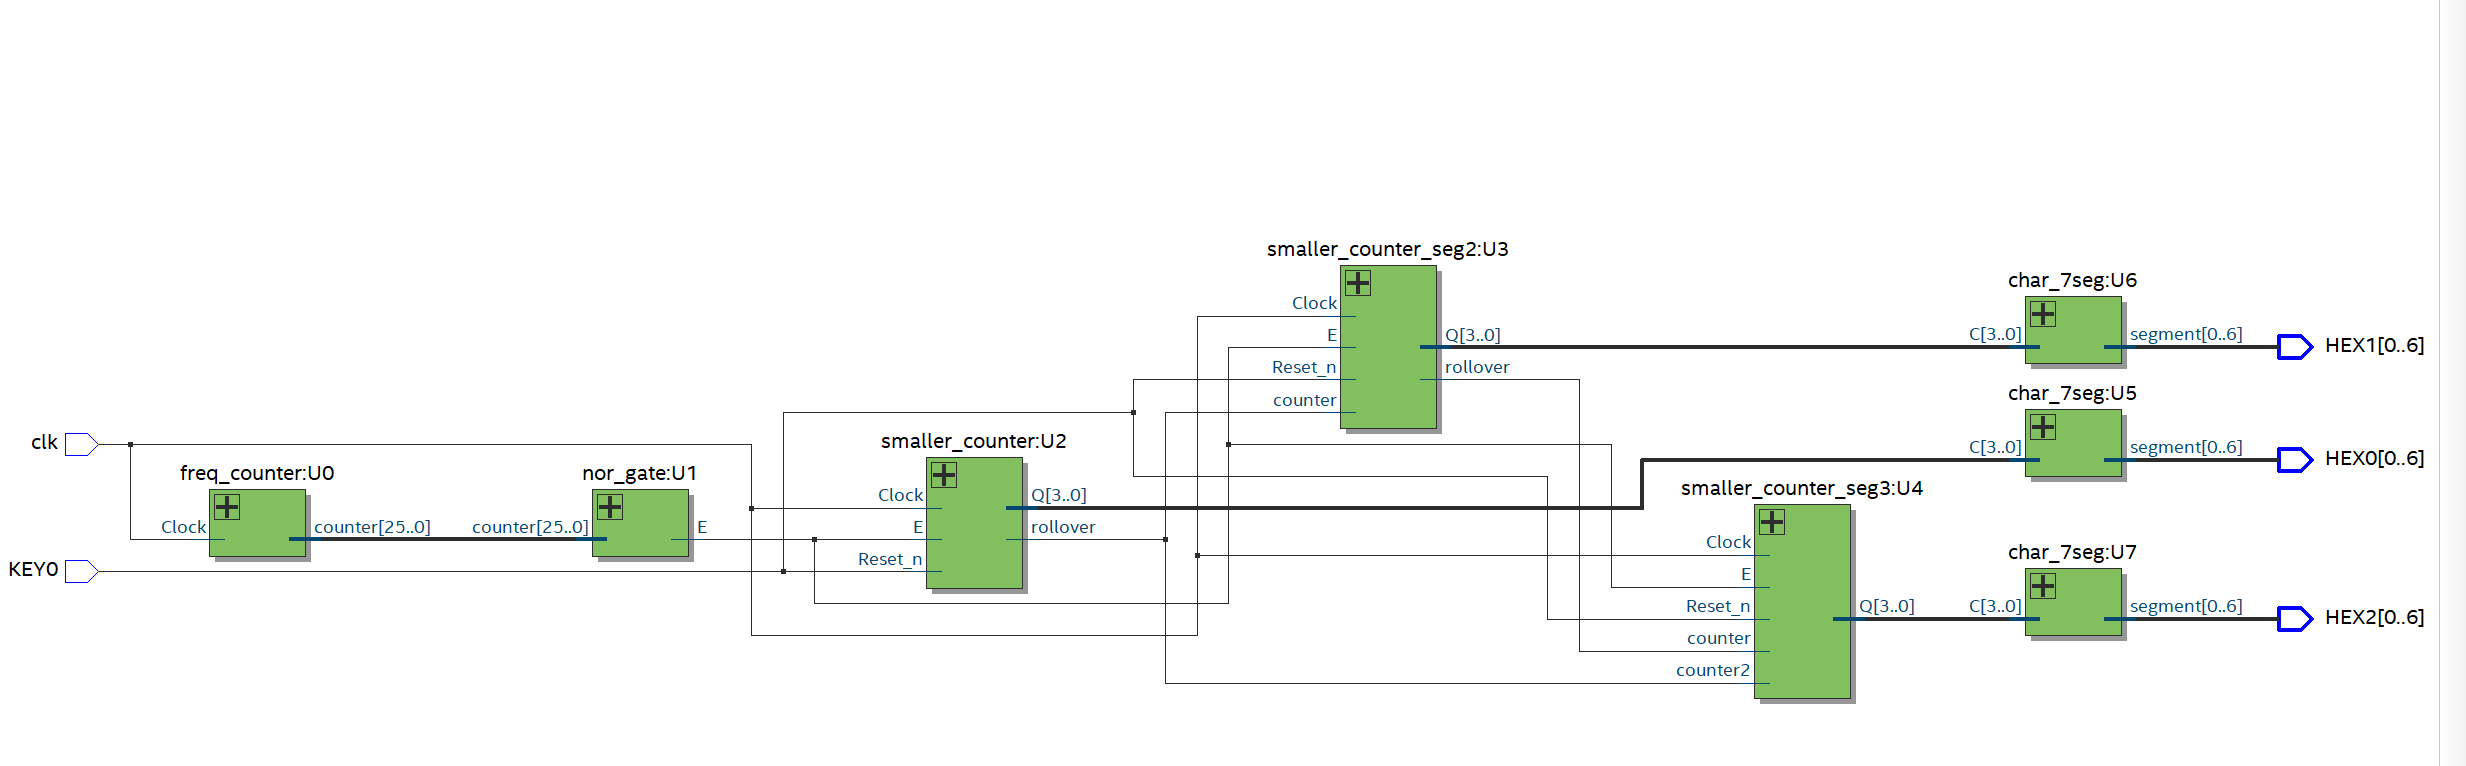 smaller_counter_seg2:U3
Clock
E
Reset_n
counter
Q[3..0]
rollover
char_7seg:U6
C[3..0]
segment[0..6]
HEX1[0..6]
char_7seg:U5
C[3..0]
segment[0..6]
HEX0[0..6]
clk
freq_counter:U0
Clock
counter[25..0]
nor_gate:U1
counter[25..0]
E
KEY0
smaller_counter:U2
Clock
E
Reset_n
Q[3..0]
rollover
smaller_counter_seg3:U4
Clock
E
Reset_n
counter
counter2
Q[3..0]
char_7seg:U7
C[3..0]
segment[0..6]
HEX2[0..6]